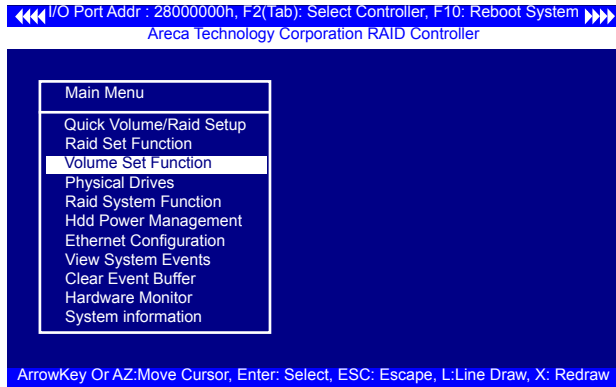 I/O Port Addr : 28000000h, F2(Tab): Select Controller, F10: Reboot System
Areca Technology Corporation RAID Controller
Main Menu
Quick Volume/Raid Setup
Raid Set Function
Volume Set Function
Physical Drives
Raid System Function
Hdd Power Management
Ethernet Configuration
View System Events
Clear Event Buffer
Hardware Monitor
System information
ArrowKey Or AZ:Move Cursor, Enter: Select, ESC: Escape, L:Line Draw, X: Redraw